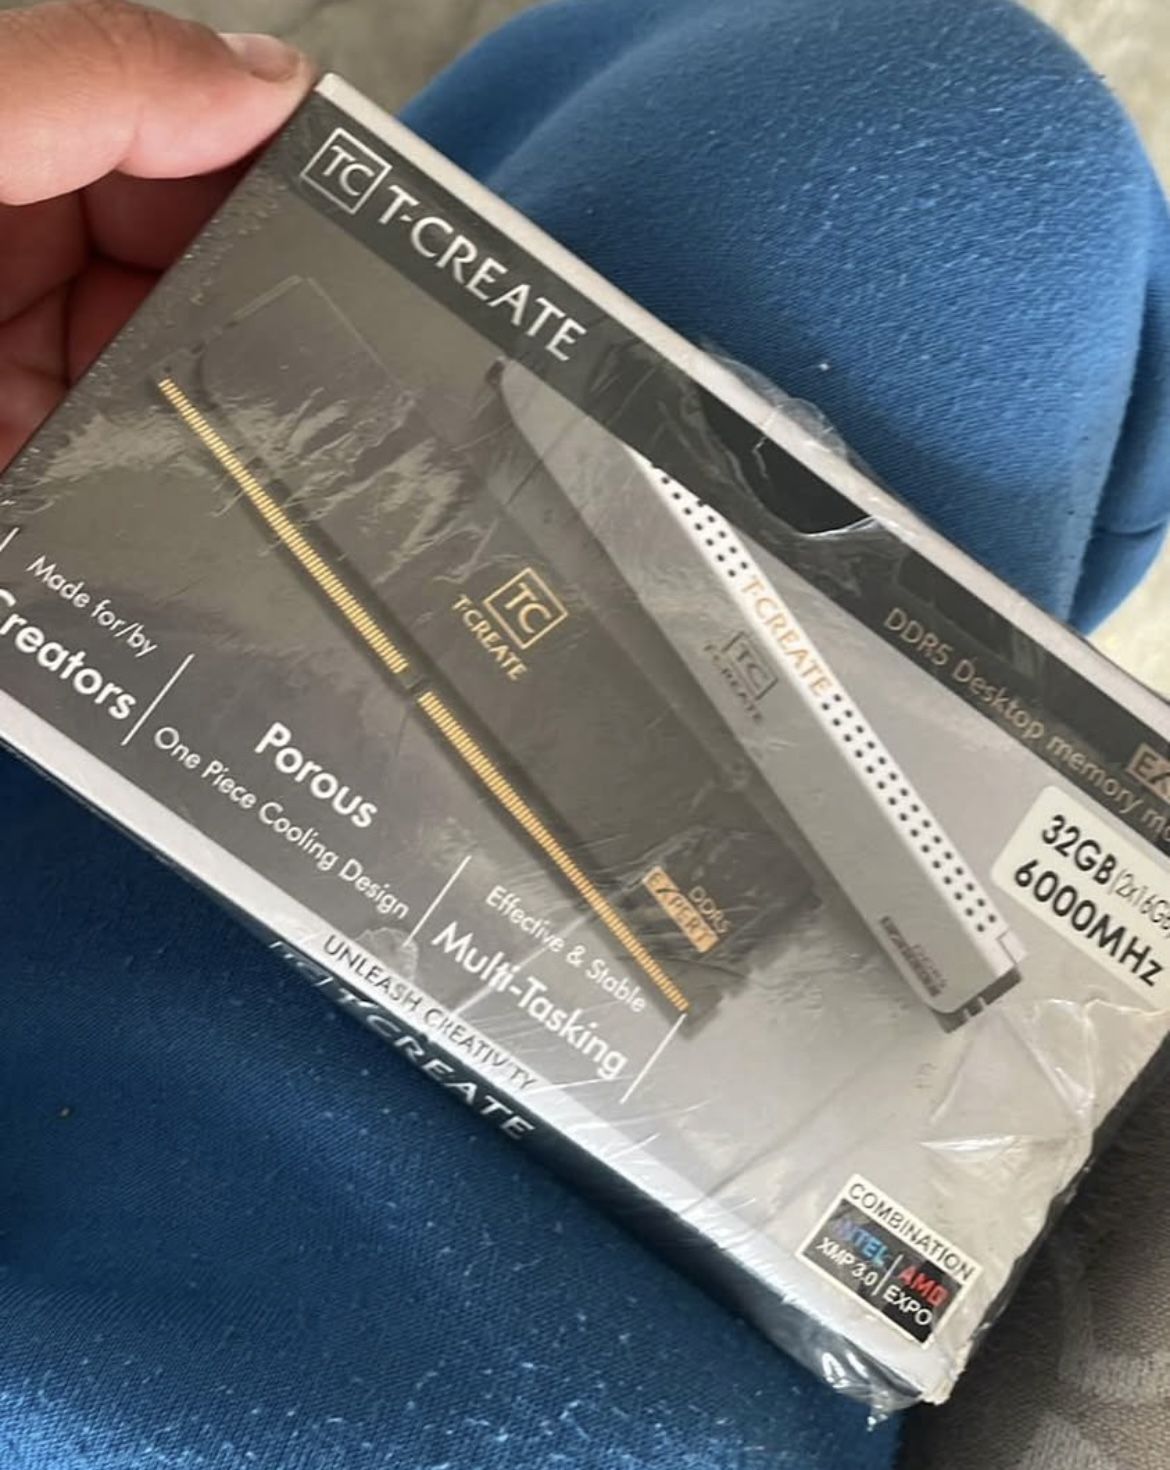 TC T-CREATE
DDR5 Desktop memory
32GB(2x16GB
6000MHz
T-CREATE
TC
T-CREATE
TC
T-CREATE
DDR5
EXPERT
Made for/by
Creators
Porous
One Piece Cooling Design
Effective & Stable
Multi-Tasking
COMBINATION
INTEL AMD
XMP 3.0 EXPO
UNLEASH CREATIVITY
T-CREATE